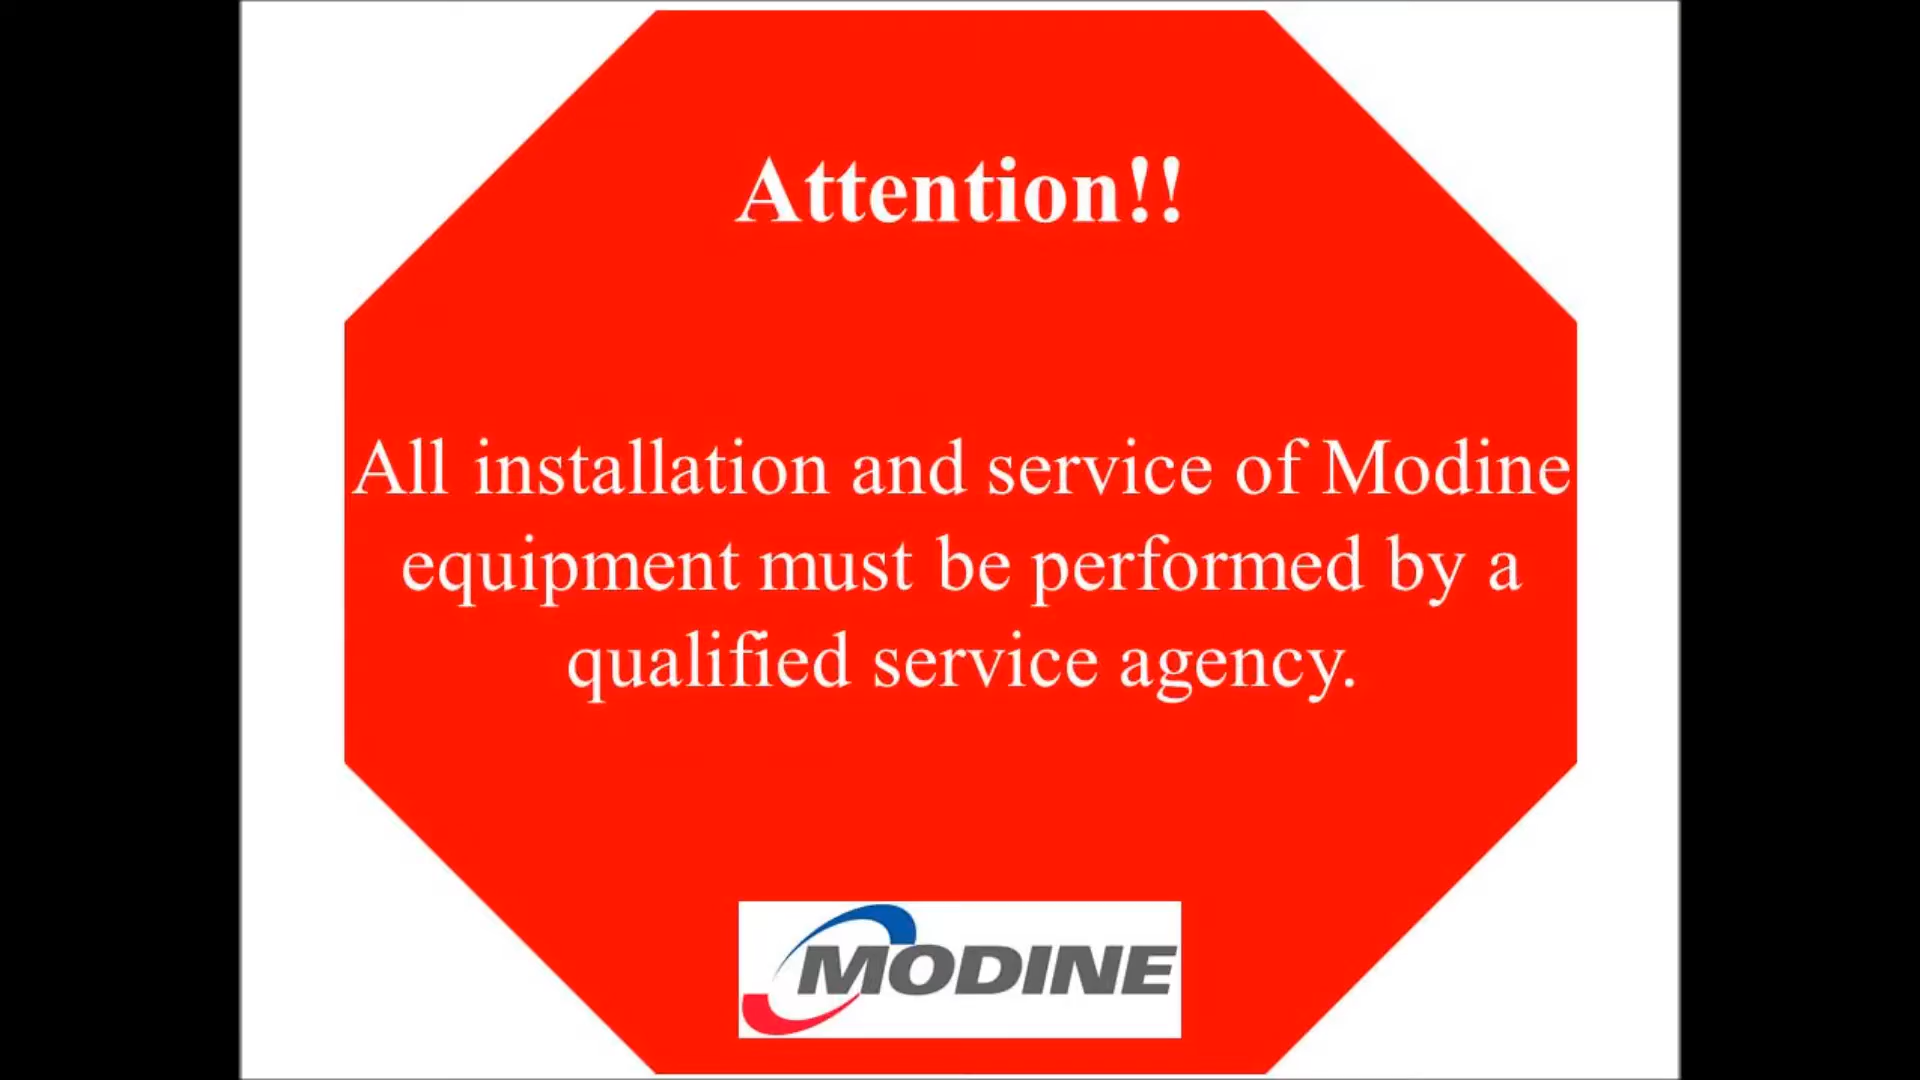 Attention!!
All installation and service of Modine
equipment must be performed by a
qualified service agency.
MODINE